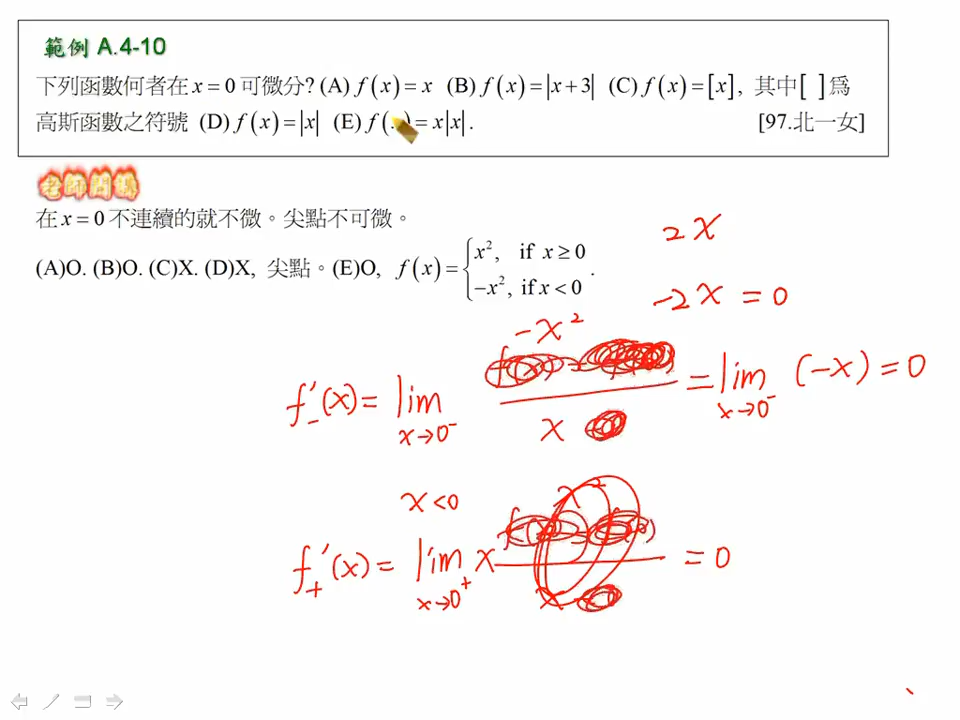 範例 A.4-10
下列函數何者在 x = 0 可微分? (A) f(x) = x (B) f(x) = |x+3| (C) f(x) = [x], 其中[ ]為
高斯函數之符號 (D) f(x) = |x| (E) f( ) = x|x|. [97.北一女]
老師開講
在 x = 0 不連續的就不微。尖點不可微。
(A)O. (B)O. (C)X. (D)X, 尖點。(E)O, f(x) = { x², if x ≥ 0
-x², if x < 0 .
2x
-2x = 0
-x²
f₋′(x) = lim x→0⁻ x = lim x→0⁻ (-x) = 0
x<0
x²
f₊′(x) = lim x→0⁺ x = 0
x